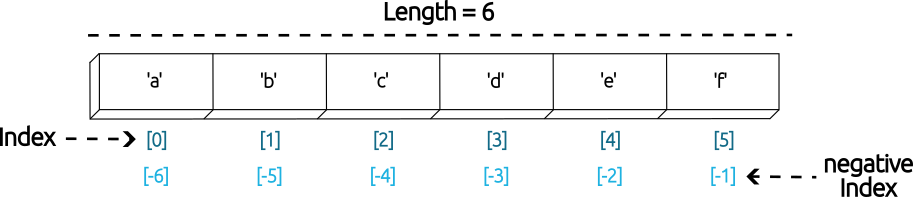 Length = 6
'a' 'b' 'c' 'd' 'e' 'f'
Index [0] [1] [2] [3] [4] [5]
[-6] [-5] [-4] [-3] [-2] [-1] negative
Index